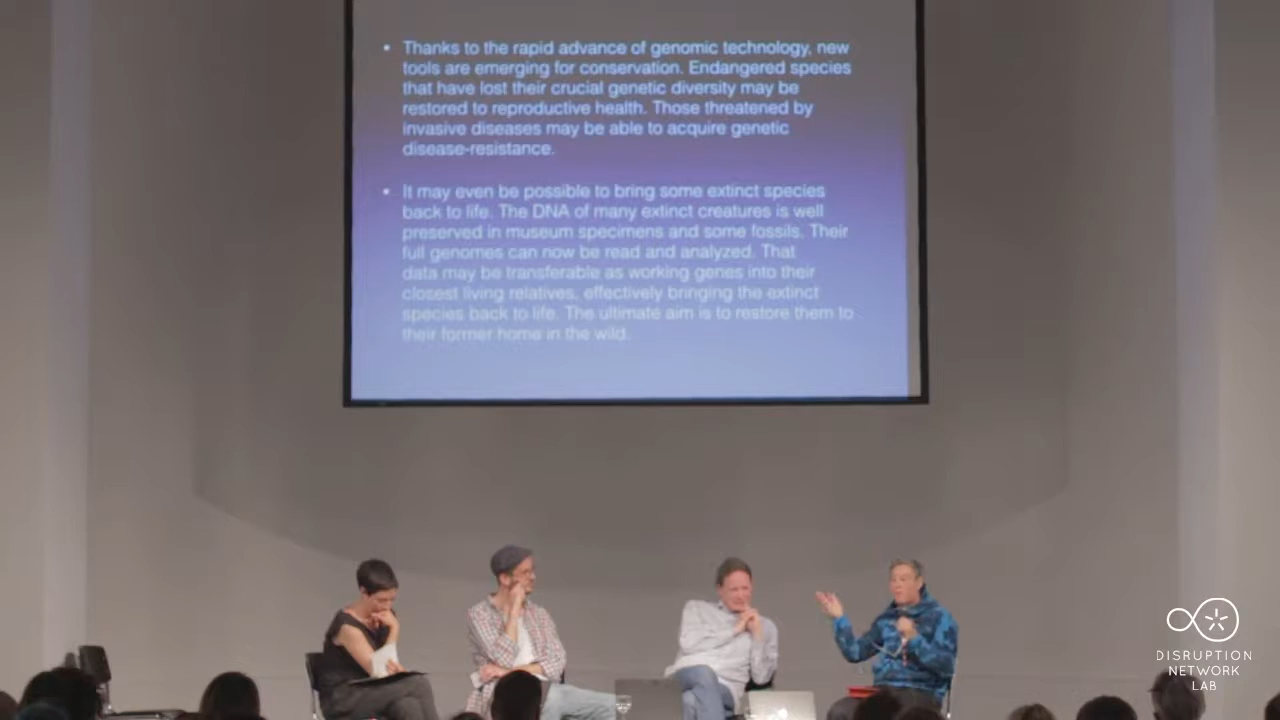 • Thanks to the rapid advance of genomic technology, new
tools are emerging for conservation. Endangered species
that have lost their crucial genetic diversity may be
restored to reproductive health. Those threatened by
invasive diseases may be able to acquire genetic
disease-resistance.
• It may even be possible to bring some extinct species
back to life. The DNA of many extinct creatures is well
preserved in museum specimens and some fossils. Their
full genomes can now be read and analyzed. That
data may be transferable as working genes into their
closest living relatives, effectively bringing the extinct
species back to life. The ultimate aim is to restore them to
their former home in the wild.
DISRUPTION
NETWORK
LAB